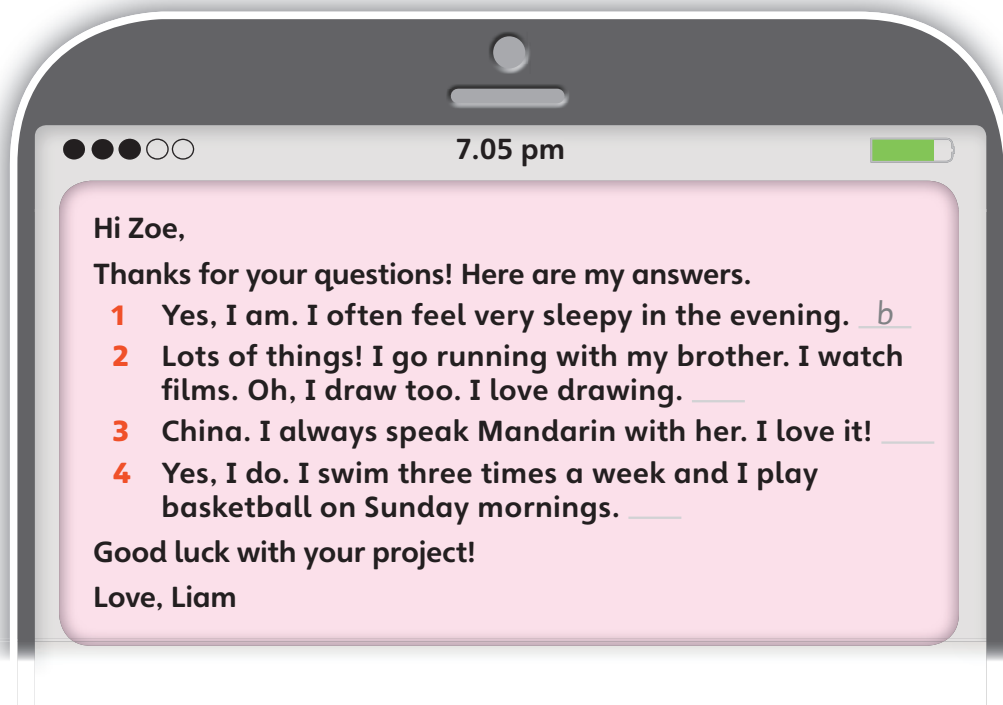 7.05 pm
Hi Zoe,
Thanks for your questions! Here are my answers.
1 Yes, I am. I often feel very sleepy in the evening. b
2 Lots of things! I go running with my brother. I watch
films. Oh, I draw too. I love drawing.
3 China. I always speak Mandarin with her. I love it!
4 Yes, I do. I swim three times a week and I play
basketball on Sunday mornings.
Good luck with your project!
Love, Liam